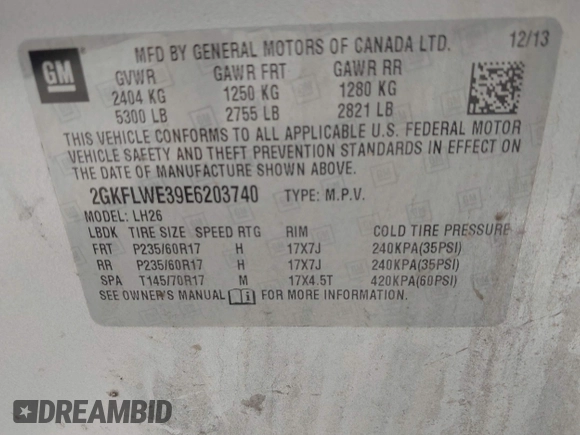 GM
MFD BY GENERAL MOTORS OF CANADA LTD. 12/13
GVWR GAWR FRT GAWR RR
2404 KG 1250 KG 1280 KG
5300 LB 2755 LB 2821 LB
THIS VEHICLE CONFORMS TO ALL APPLICABLE U.S. FEDERAL MOTOR
VEHICLE SAFETY AND THEFT PREVENTION STANDARDS IN EFFECT ON
THE DATE OF MANUFACTURE SHOWN ABOVE.
2GKFLWE39E6203740 TYPE: M.P.V.
MODEL: LH26
LBDK TIRE SIZE SPEED RTG RIM COLD TIRE PRESSURE
FRT P235/60R17 H 17X7J 240KPA(35PSI)
RR P235/60R17 H 17X7J 240KPA(35PSI)
SPA T145/70R17 M 17X4.5T 420KPA(60PSI)
SEE OWNER'S MANUAL i FOR MORE INFORMATION.
DREAMBID